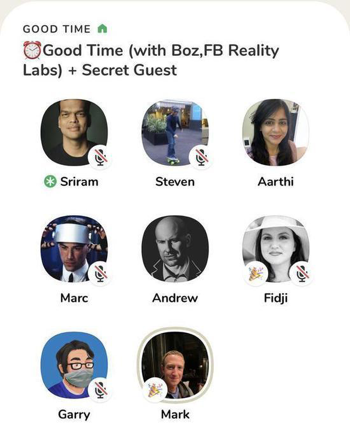 GOOD TIME
⏰Good Time (with Boz,FB Reality
Labs) + Secret Guest
Sriram
Steven
Aarthi
Marc
Andrew
Fidji
Garry
Mark